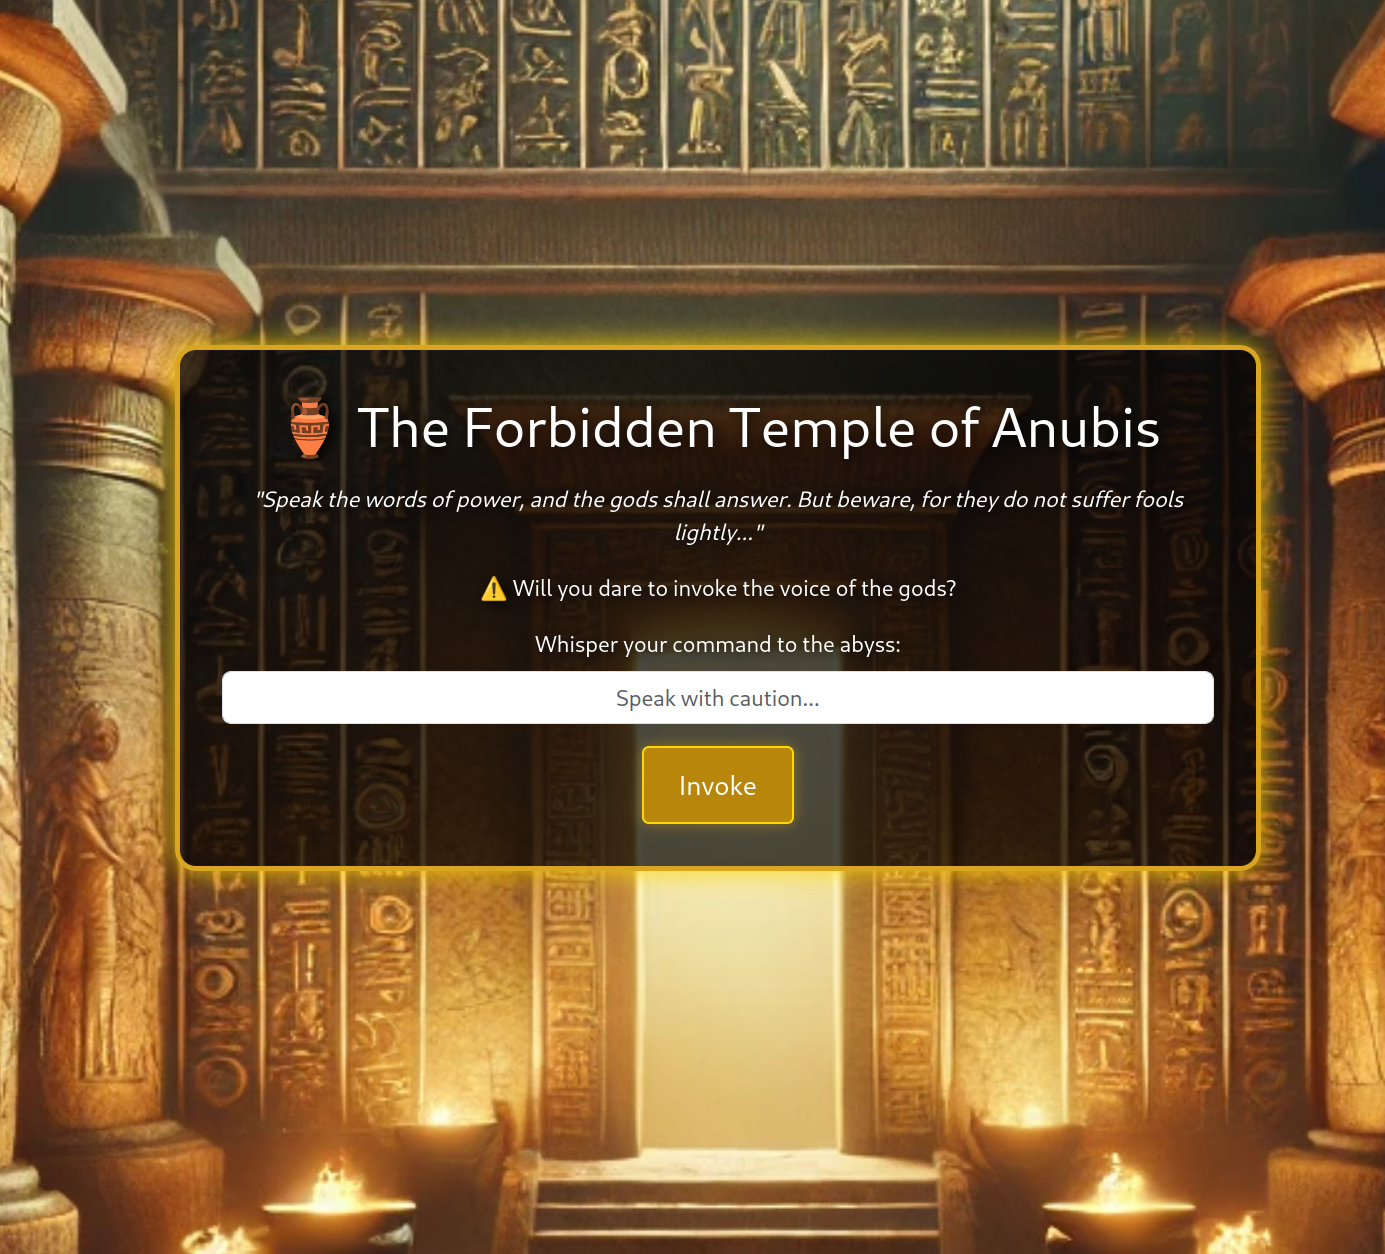 🏺 The Forbidden Temple of Anubis
"Speak the words of power, and the gods shall answer. But beware, for they do not suffer fools
lightly..."
⚠️ Will you dare to invoke the voice of the gods?
Whisper your command to the abyss:
Speak with caution...
Invoke